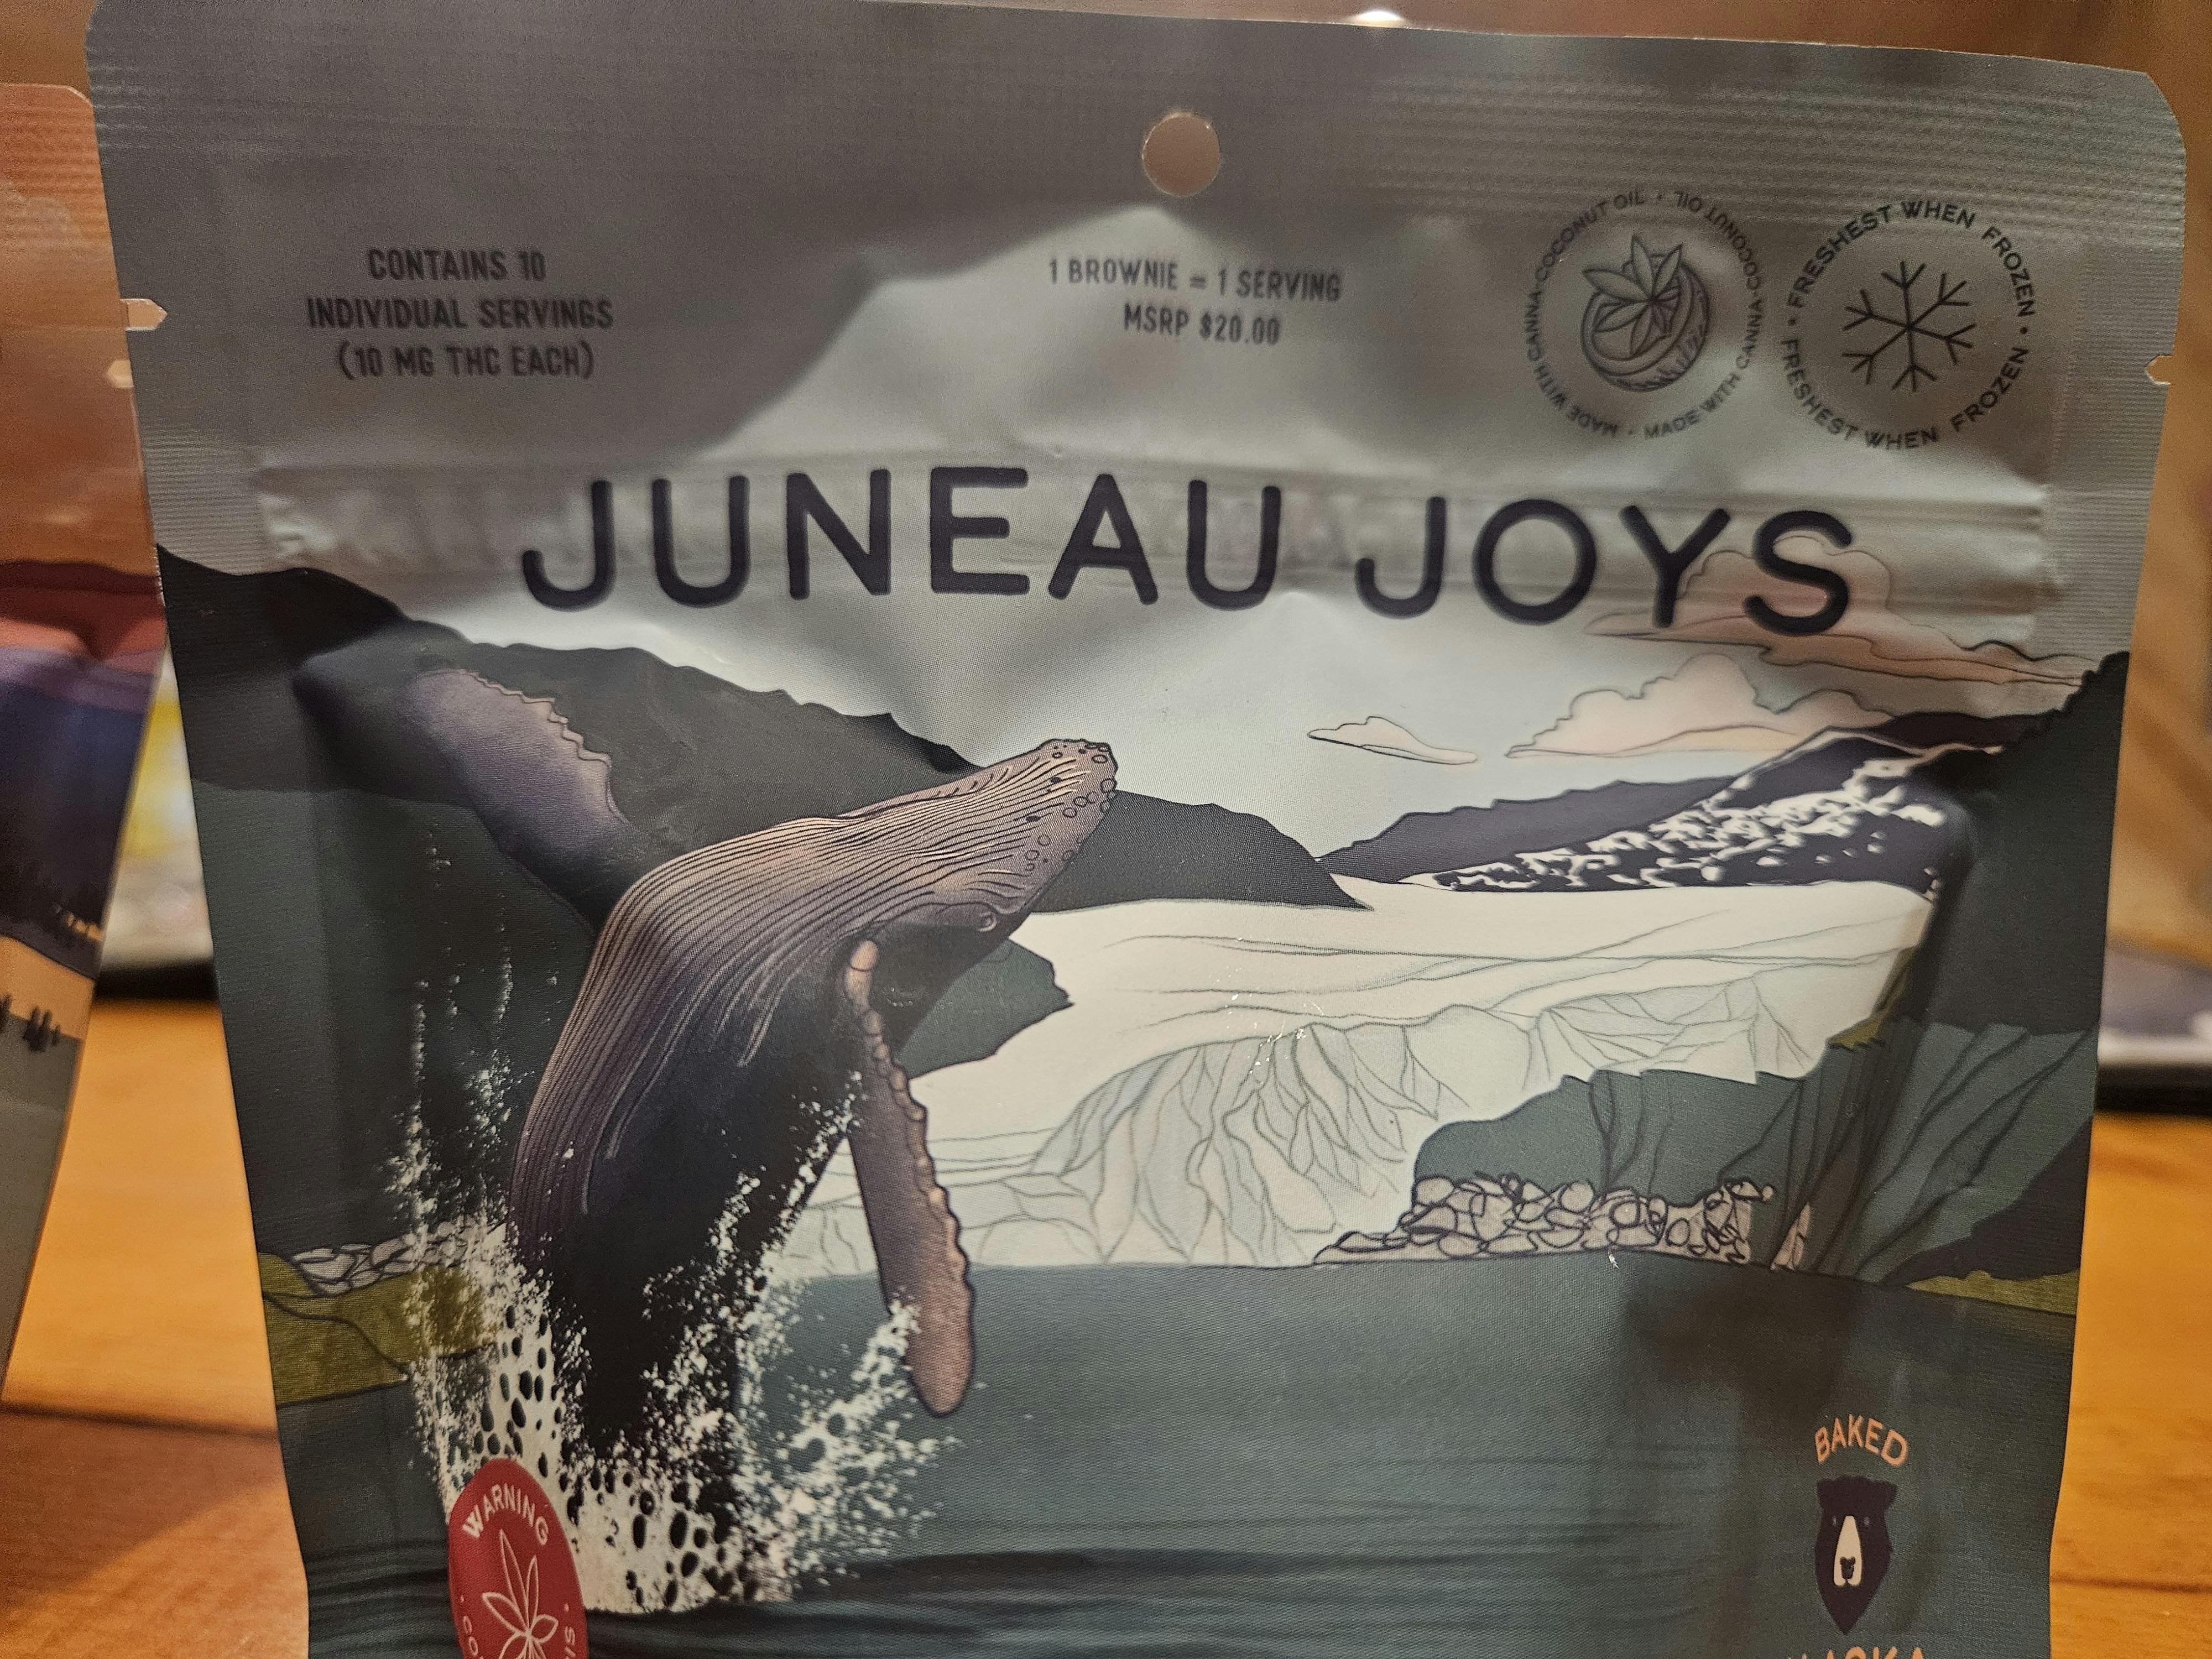 CONTAINS 10
INDIVIDUAL SERVINGS
(10 MG THC EACH)
1 BROWNIE = 1 SERVING
MSRP $20.00
MADE WITH CANNA-COCONUT OIL • MADE WITH CANNA-COCONUT OIL •
FRESHEST WHEN FROZEN • FRESHEST WHEN FROZEN •
JUNEAU JOYS
WARNING
BAKED